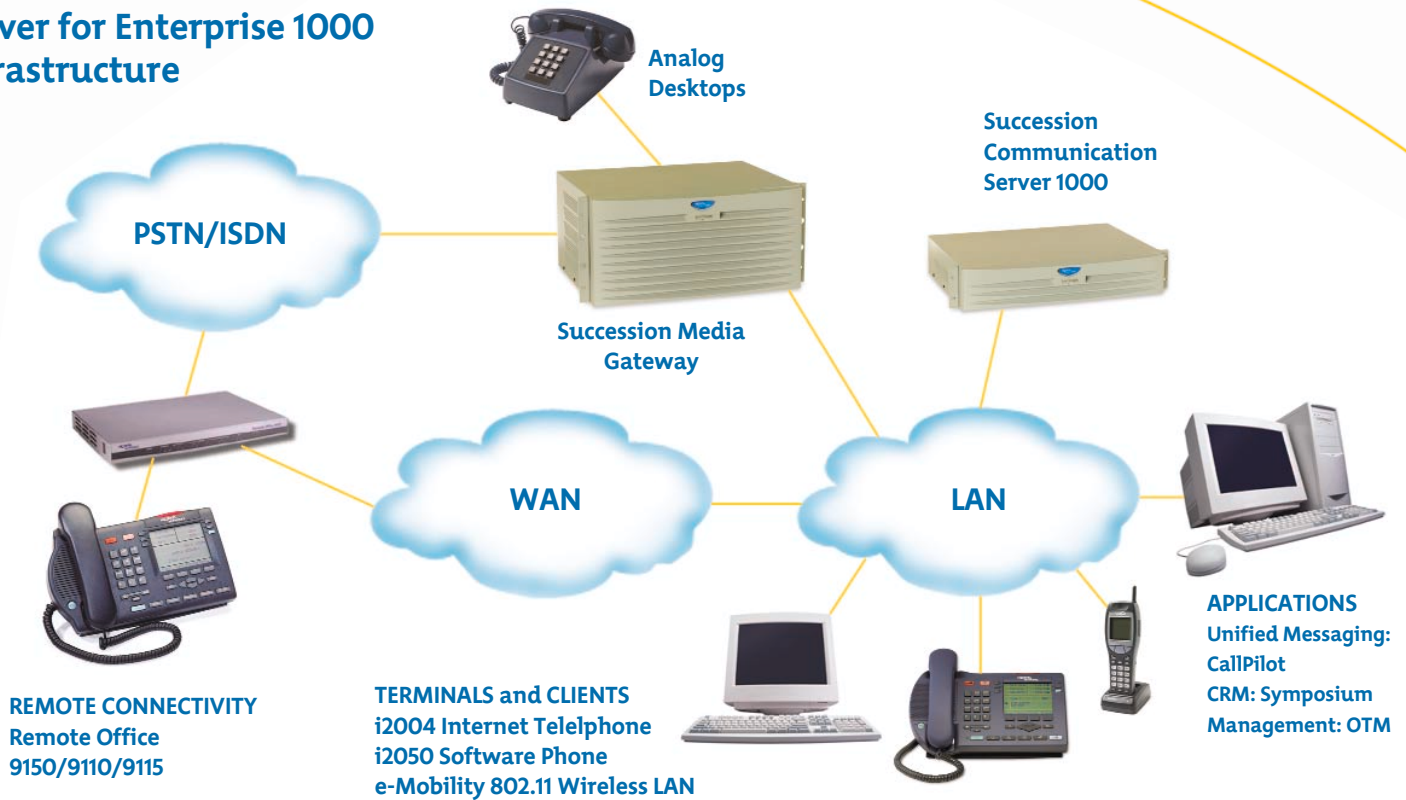 ver for Enterprise 1000
rastructure
Analog
Desktops
Succession
Communication
Server 1000
PSTN/ISDN
Succession Media
Gateway
WAN
LAN
REMOTE CONNECTIVITY
Remote Office
9150/9110/9115
TERMINALS and CLIENTS
i2004 Internet Telelphone
i2050 Software Phone
e-Mobility 802.11 Wireless LAN
APPLICATIONS
Unified Messaging:
CallPilot
CRM: Symposium
Management: OTM